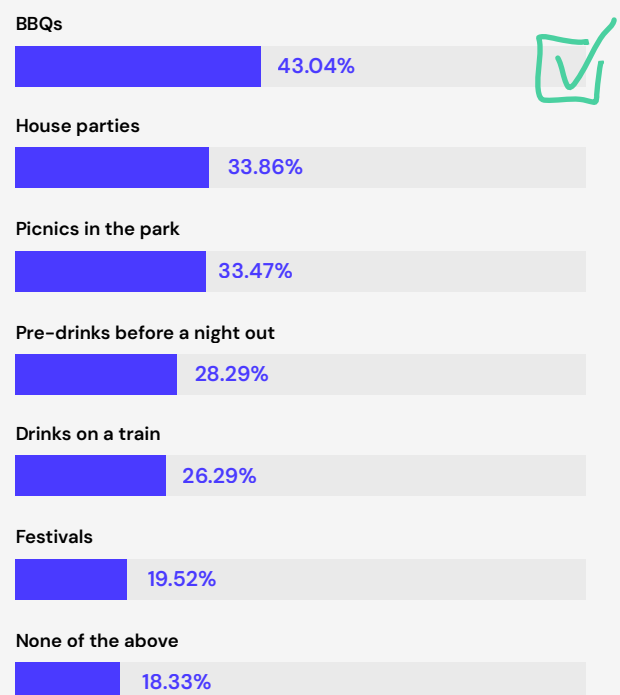 BBQs
43.04%
House parties
33.86%
Picnics in the park
33.47%
Pre-drinks before a night out
28.29%
Drinks on a train
26.29%
Festivals
19.52%
None of the above
18.33%